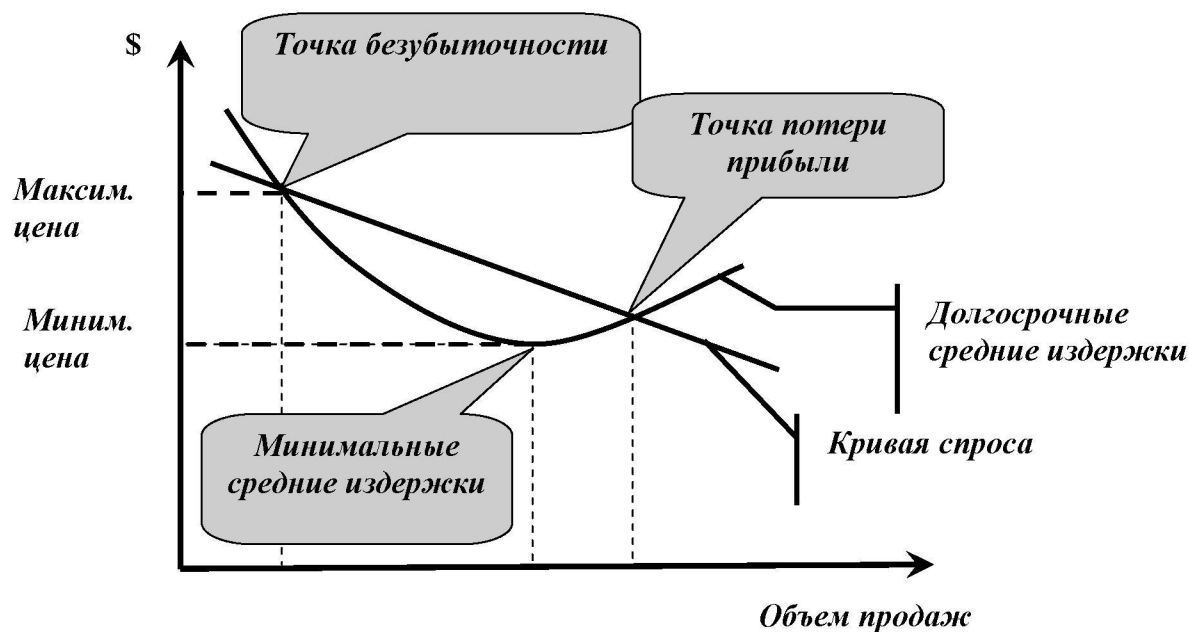 $
Точка безубыточности
Точка потери
прибыли
Максим.
цена
Миним.
цена
Долгосрочные
средние издержки
Минимальные
средние издержки
Кривая спроса
Объем продаж